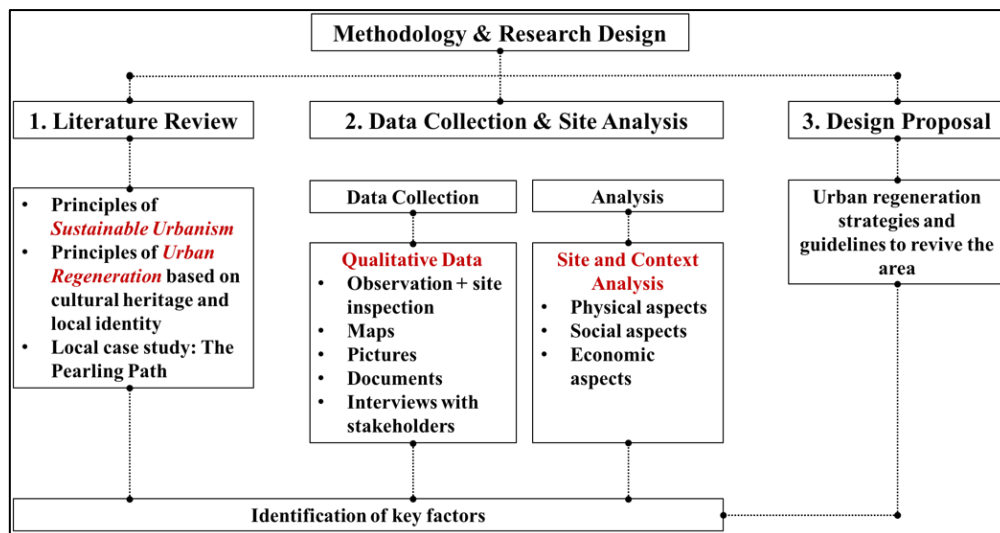 Methodology & Research Design
1. Literature Review
2. Data Collection & Site Analysis
3. Design Proposal
• Principles of
Sustainable Urbanism
• Principles of Urban
Regeneration based on
cultural heritage and
local identity
• Local case study: The
Pearling Path
Data Collection
Qualitative Data
• Observation + site
inspection
• Maps
• Pictures
• Documents
• Interviews with
stakeholders
Analysis
Site and Context
Analysis
• Physical aspects
• Social aspects
• Economic
aspects
Urban regeneration
strategies and
guidelines to revive the
area
Identification of key factors